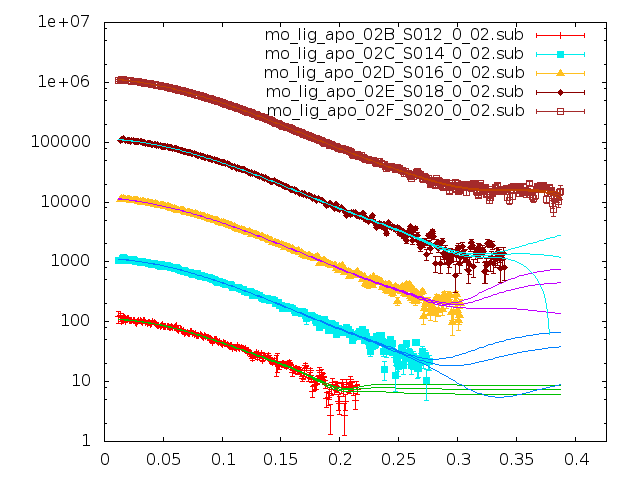 1e+07
1e+06
100000
10000
1000
100
10
1
0
0.05
0.1
0.15
0.2
0.25
0.3
0.35
0.4
mo_lig_apo_02B_S012_0_02.sub
mo_lig_apo_02C_S014_0_02.sub
mo_lig_apo_02D_S016_0_02.sub
mo_lig_apo_02E_S018_0_02.sub
mo_lig_apo_02F_S020_0_02.sub